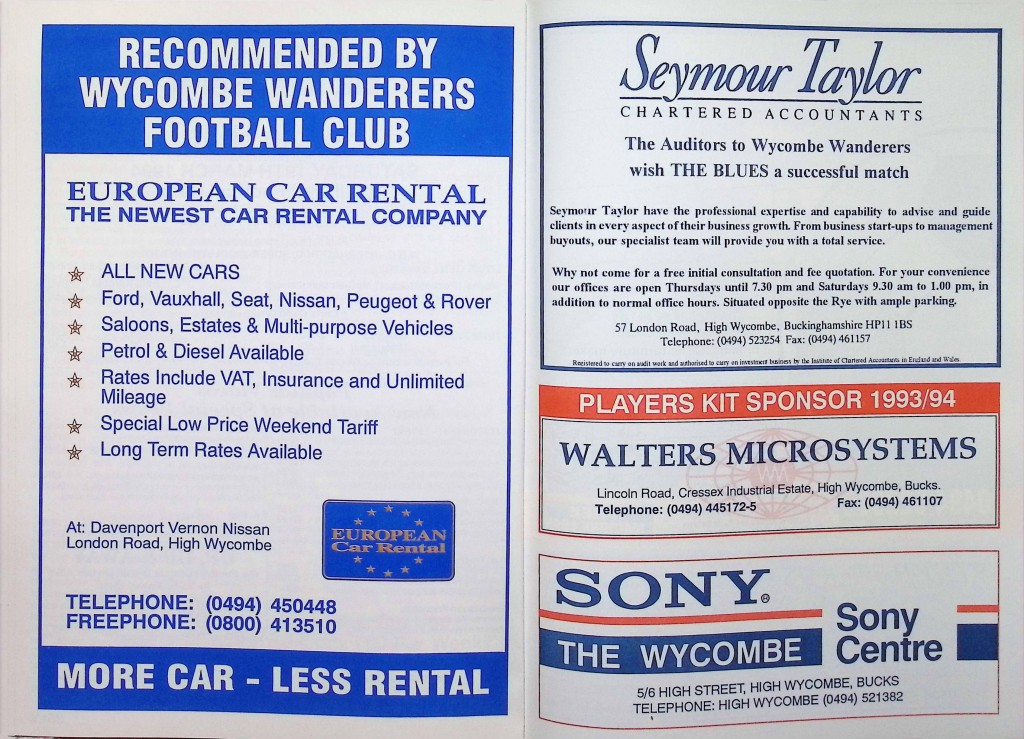 RECOMMENDED BY
WYCOMBE WANDERERS
FOOTBALL CLUB
EUROPEAN CAR RENTAL
THE NEWEST CAR RENTAL COMPANY
ALL NEW CARS
Ford, Vauxhall, Seat, Nissan, Peugeot & Rover
Saloons, Estates & Multi-purpose Vehicles
Petrol & Diesel Available
Rates Include VAT, Insurance and Unlimited
Mileage
Special Low Price Weekend Tariff
Long Term Rates Available
At: Davenport Vernon Nissan
London Road, High Wycombe
EUROPEAN
Car Rental
TELEPHONE: (0494) 450448
FREEPHONE: (0800) 413510
MORE CAR - LESS RENTAL
Seymour Taylor
CHARTERED ACCOUNTANTS
The Auditors to Wycombe Wanderers
wish THE BLUES a successful match
Seymour Taylor have the professional expertise and capability to advise and guide
clients in every aspect of their business growth. From business start-ups to management
buyouts, our specialist team will provide you with a total service.
Why not come for a free initial consultation and fee quotation. For your convenience
our offices are open Thursdays until 7.30 pm and Saturdays 9.30 am to 1.00 pm, in
addition to normal office hours. Situated opposite the Rye with ample parking.
57 London Road, High Wycombe, Buckinghamshire HP11 1BS
Telephone: (0494) 523254 Fax: (0494) 461157
Registered to carry on audit work and authorised to carry on investment business by the Institute of Chartered Accountants in England and Wales.
PLAYERS KIT SPONSOR 1993/94
WALTERS MICROSYSTEMS
Lincoln Road, Cressex Industrial Estate, High Wycombe, Bucks.
Telephone: (0494) 445172-5 Fax: (0494) 461107
SONY®
THE WYCOMBE
Sony
Centre
5/6 HIGH STREET, HIGH WYCOMBE, BUCKS
TELEPHONE: HIGH WYCOMBE (0494) 521382